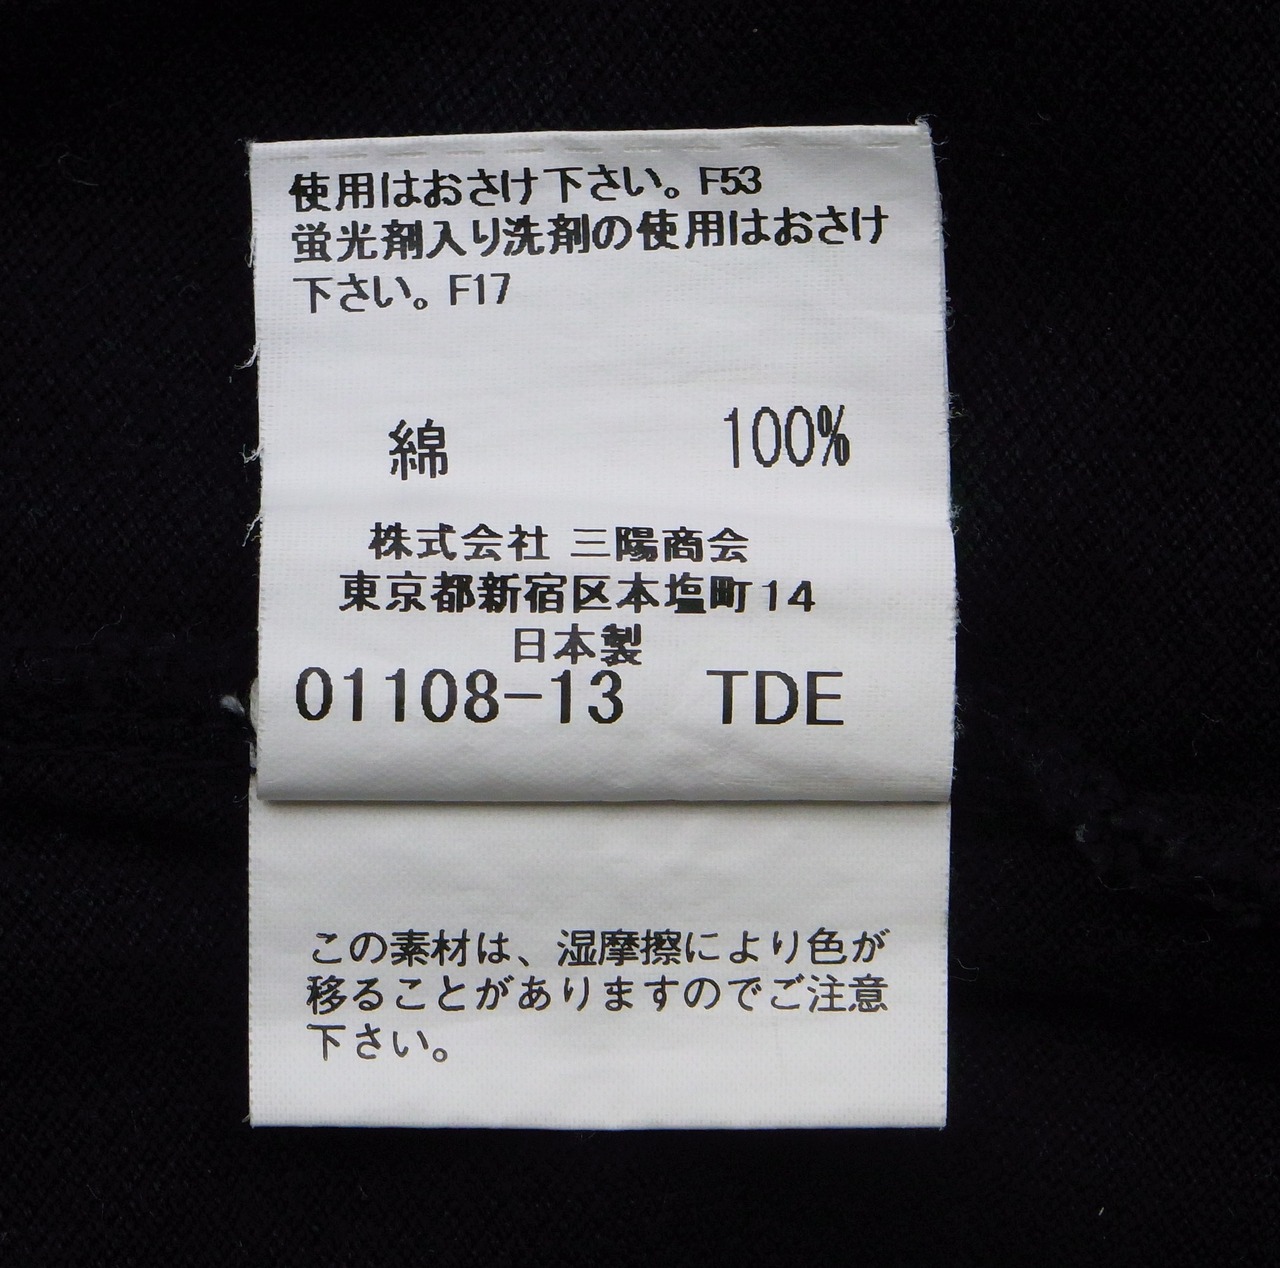 使用はおさけ下さい。F53
蛍光剤入り洗剤の使用はおさけ
下さい。F17
綿 100%
株式会社 三陽商会
東京都新宿区本塩町14
日本製
01108-13 TDE
この素材は、湿摩擦により色が
移ることがありますのでご注意
下さい。